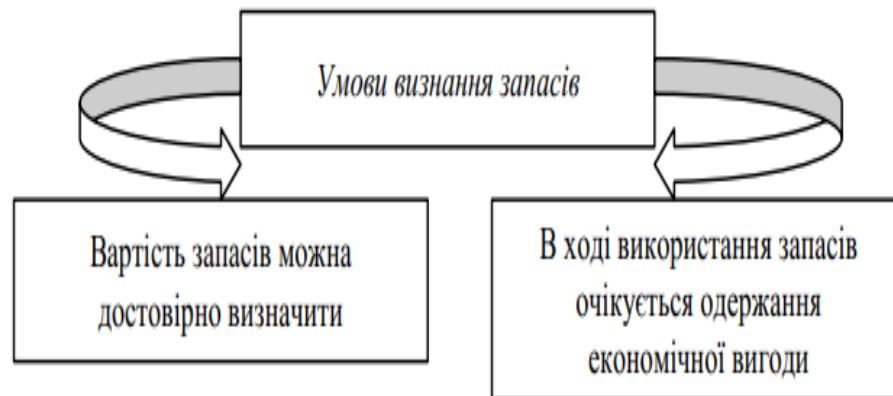 Умови визнання запасів
Вартість запасів можна
достовірно визначити
В ході використання запасів
очікується одержання
економічної вигоди